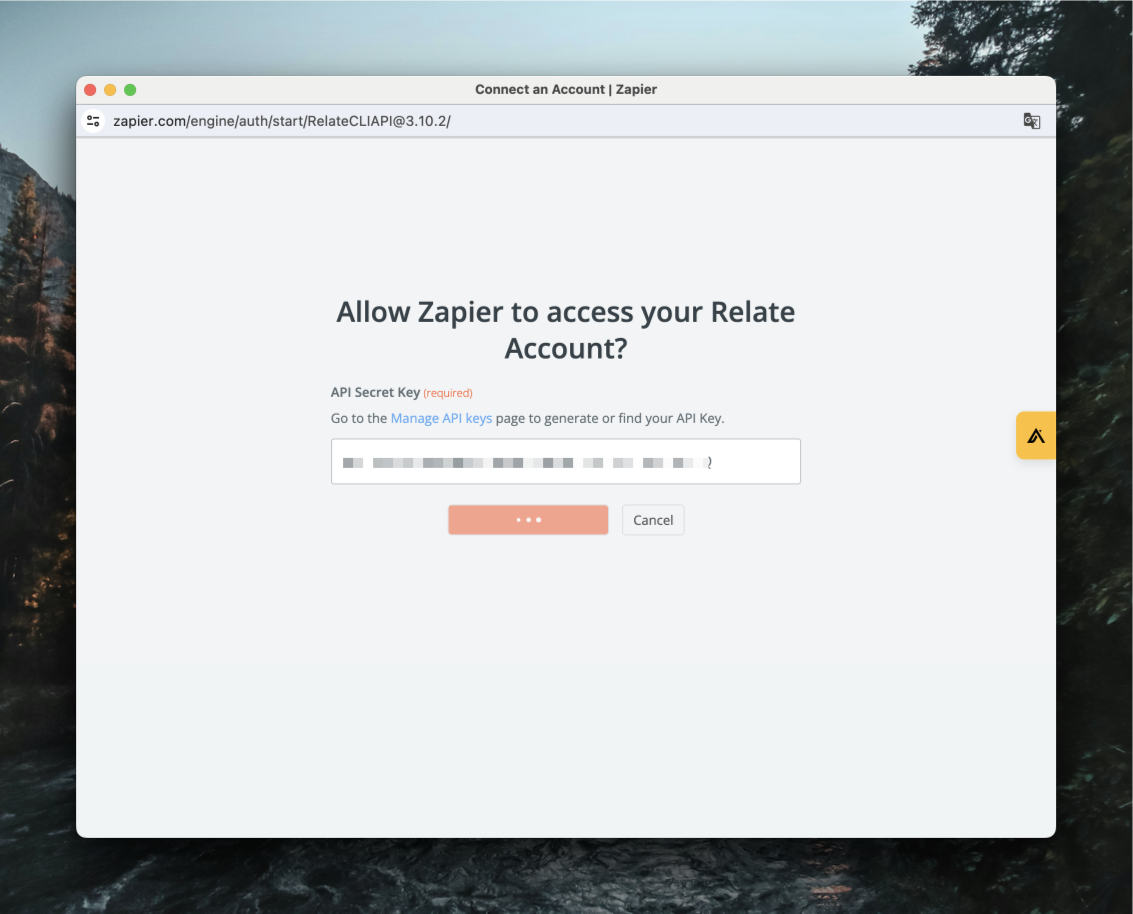 Connect an Account | Zapier
zapier.com/engine/auth/start/RelateCLIAPI@3.10.2/
Allow Zapier to access your Relate
Account?
API Secret Key (required)
Go to the Manage API keys page to generate or find your API Key.
Cancel